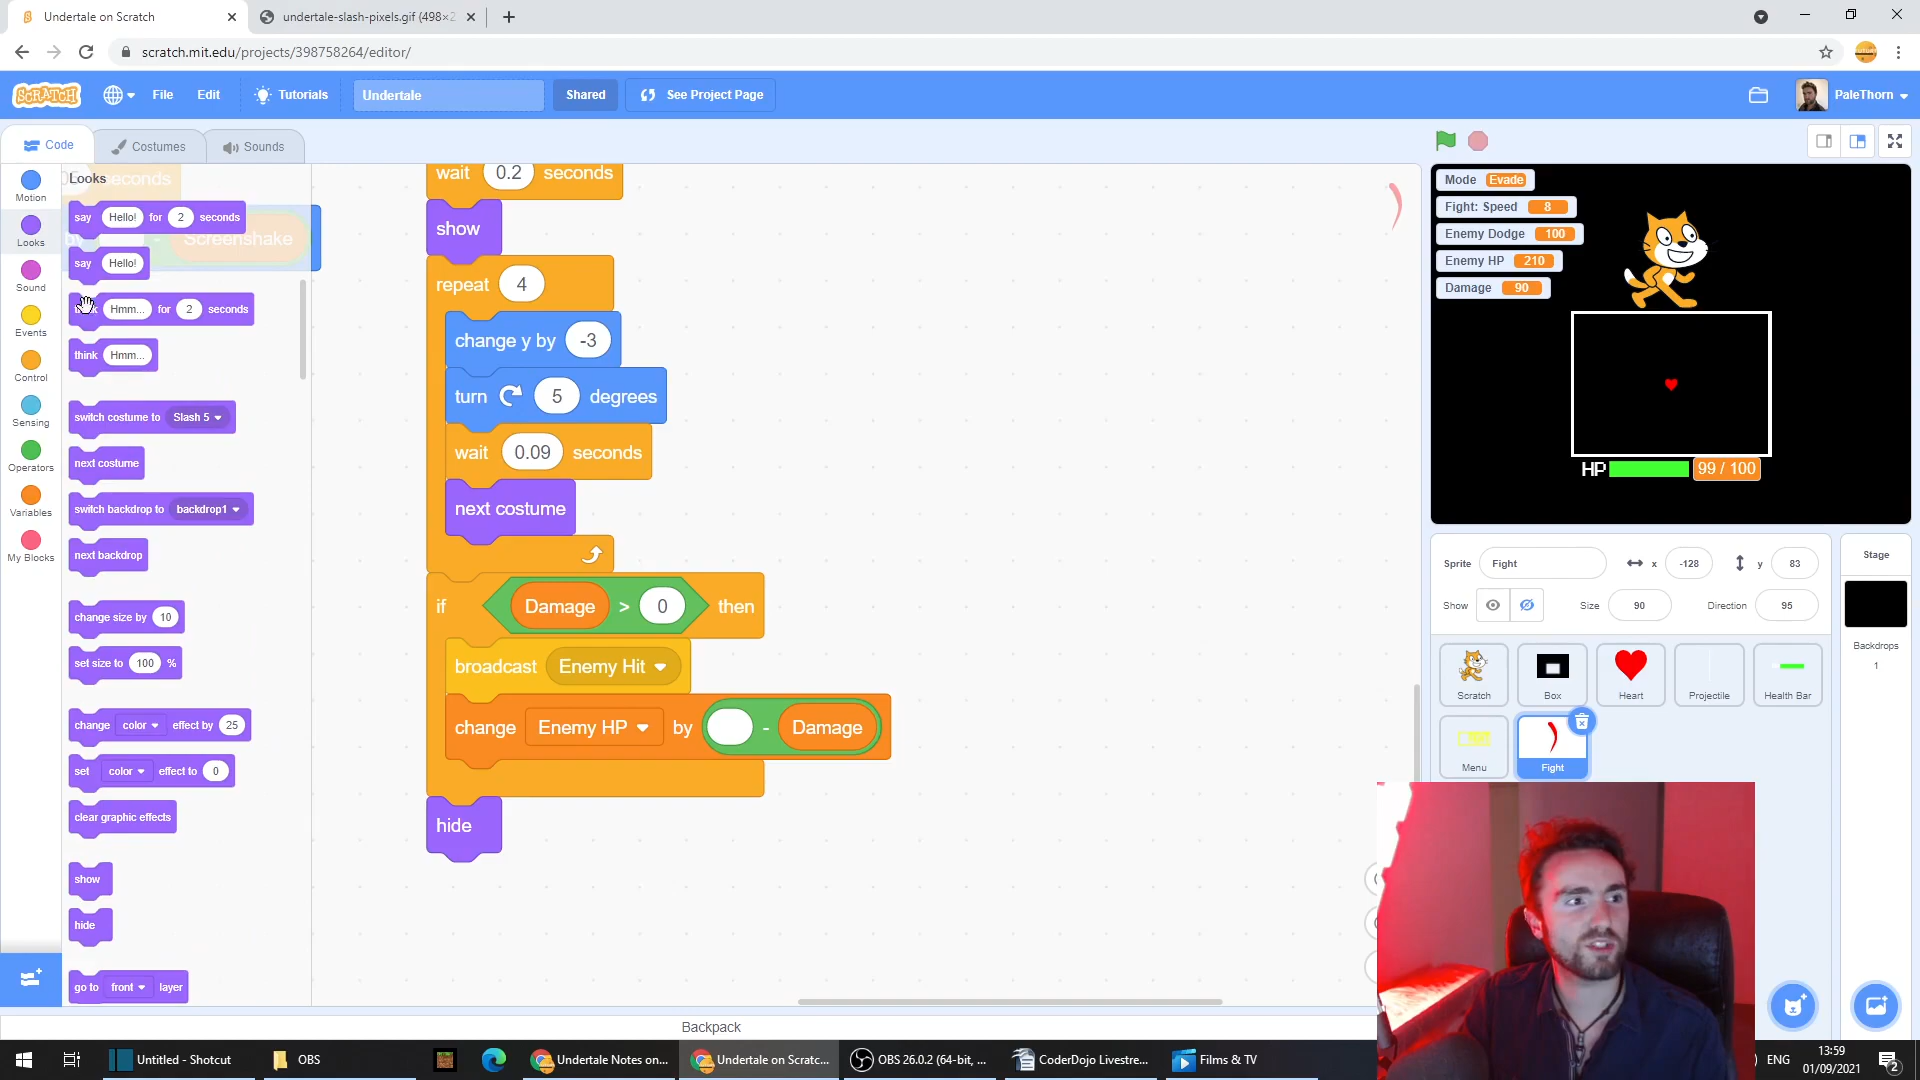 Undertale on Scratch
undertale-slash-pixels.gif (498×2
scratch.mit.edu/projects/398758264/editor/
SCRATCH
File
Edit
Tutorials
Undertale
Shared
See Project Page
PaleThorn
Code
Costumes
Sounds
Motion
Looks
Sound
Events
Control
Sensing
Operators
Variables
My Blocks
Looks
seconds
say Hello! for 2 seconds
by - Screenshake
say Hello!
Hmm... for 2 seconds
think Hmm...
switch costume to Slash 5
next costume
switch backdrop to backdrop1
next backdrop
change size by 10
set size to 100 %
change color effect by 25
set color effect to 0
clear graphic effects
show
hide
go to front layer
wait 0.2 seconds
show
repeat 4
change y by -3
turn 5 degrees
wait 0.09 seconds
next costume
if Damage > 0 then
broadcast Enemy Hit
change Enemy HP by - Damage
hide
Mode Evade
Fight: Speed 8
Enemy Dodge 100
Enemy HP 210
Damage 90
HP 99 / 100
Sprite Fight x -128 y 83
Show Size 90 Direction 95
Stage
Backdrops
1
Scratch
Box
Heart
Projectile
Health Bar
Menu
Fight
Backpack
Untitled - Shotcut
OBS
Undertale Notes on...
Undertale on Scratc...
OBS 26.0.2 (64-bit, ...
CoderDojo Livestre...
Films & TV
ENG
13:59
01/09/2021
2